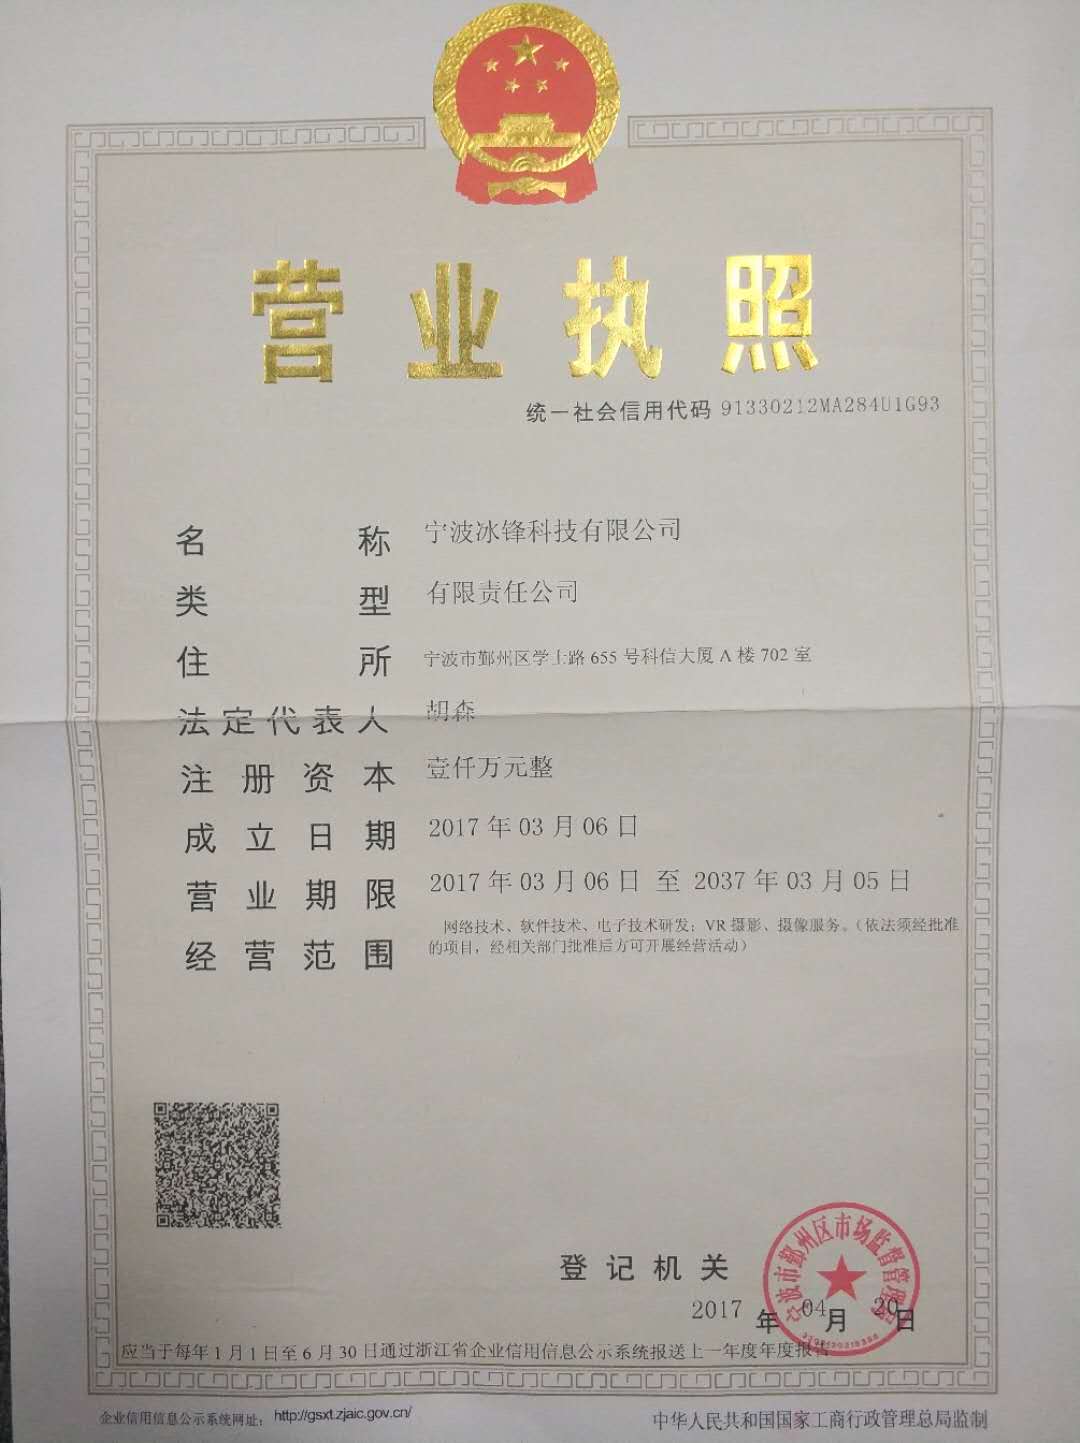 营业执照
统一社会信用代码 91330212MA284U1G93
名称 宁波冰锋科技有限公司
类型 有限责任公司
住所 宁波市鄞州区学士路 655 号科信大厦 A 楼 702 室
法定代表人 胡森
注册资本 壹仟万元整
成立日期 2017 年 03 月 06 日
营业期限 2017 年 03 月 06 日 至 2037 年 03 月 05 日
经营范围 网络技术、软件技术、电子技术研发；VR 摄影、摄像服务。（依法须经批准
的项目，经相关部门批准后方可开展经营活动）
登记机关
宁波市鄞州区市场监督管理局
2017 年 04 月 20 日
应当于每年1月1日至6月30日通过浙江省企业信用信息公示系统报送上一年度年度报告
企业信用信息公示系统网址： http://gsxt.zjaic.gov.cn/
中华人民共和国国家工商行政管理总局监制